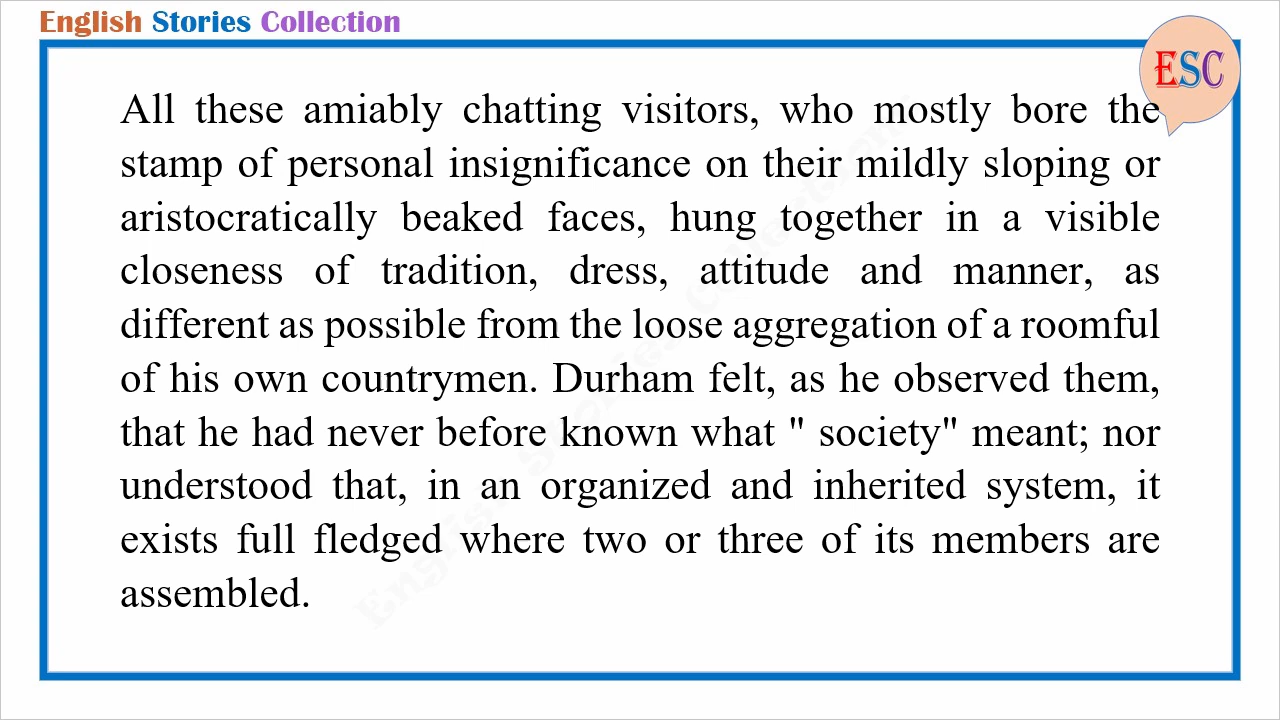 English Stories Collection
ESC
All these amiably chatting visitors, who mostly bore the
stamp of personal insignificance on their mildly sloping or
aristocratically beaked faces, hung together in a visible
closeness of tradition, dress, attitude and manner, as
different as possible from the loose aggregation of a roomful
of his own countrymen. Durham felt, as he observed them,
that he had never before known what " society" meant; nor
understood that, in an organized and inherited system, it
exists full fledged where two or three of its members are
assembled.
English Stories Collection